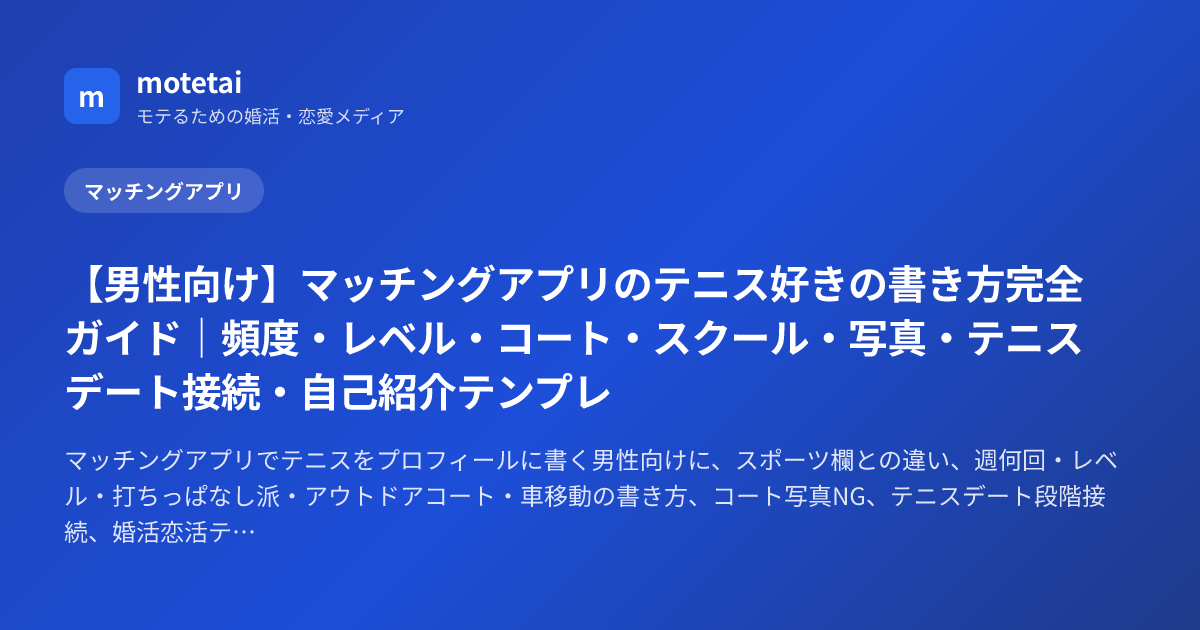 m
motetai
モテるための婚活・恋愛メディア
マッチングアプリ
【男性向け】マッチングアプリのテニス好きの書き方完全
ガイド｜頻度・レベル・コート・スクール・写真・テニス
デート接続・自己紹介テンプレ
マッチングアプリでテニスをプロフィールに書く男性向けに、スポーツ欄との違い、週何回・レベ
ル・打ちっぱなし派・アウトドアコート・車移動の書き方、コート写真NG、テニスデート段階接
続、婚活恋活テ…